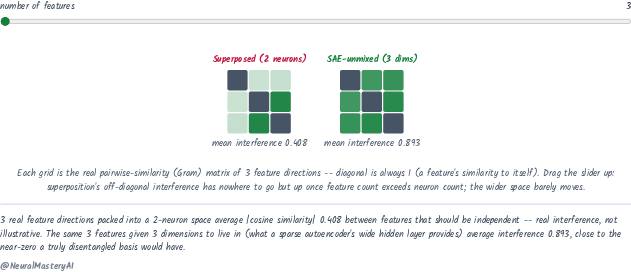 number of features 3
Superposed (2 neurons) SAE-unmixed (3 dims)
mean interference 0.408 mean interference 0.893
Each grid is the real pairwise-similarity (Gram) matrix of 3 feature directions -- diagonal is always 1 (a feature's similarity to itself). Drag the slider up:
superposition's off-diagonal interference has nowhere to go but up once feature count exceeds neuron count; the wider space barely moves.
3 real feature directions packed into a 2-neuron space average |cosine similarity| 0.408 between features that should be independent -- real interference, not
illustrative. The same 3 features given 3 dimensions to live in (what a sparse autoencoder's wide hidden layer provides) average interference 0.893, close to the
near-zero a truly disentangled basis would have.
@NeuralMasteryAI